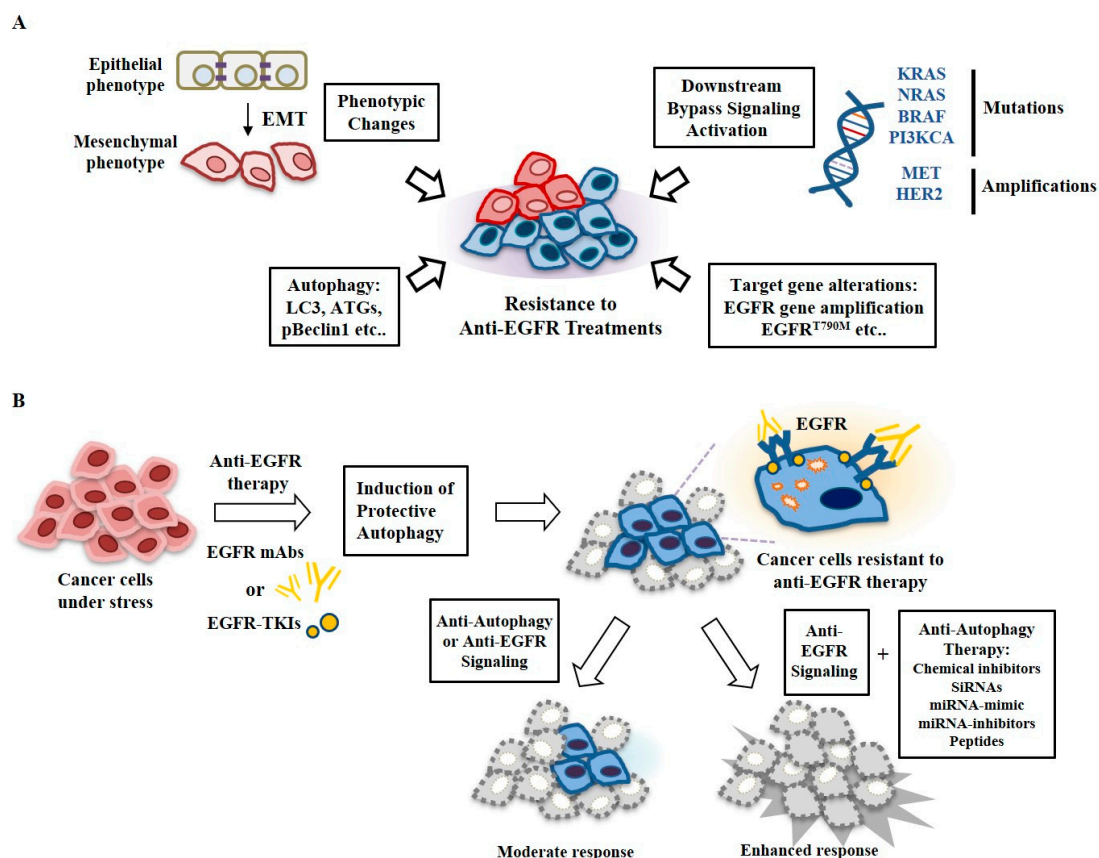 A
Epithelial
phenotype
EMT
Mesenchymal
phenotype
Phenotypic
Changes
Downstream
Bypass Signaling
Activation
KRAS
NRAS
BRAF
PI3KCA
Mutations
MET
HER2
Amplifications
Autophagy:
LC3, ATGs,
pBeclin1 etc..
Resistance to
Anti-EGFR Treatments
Target gene alterations:
EGFR gene amplification
EGFRT790M etc..
B
Cancer cells
under stress
Anti-EGFR
therapy
EGFR mAbs
or
EGFR-TKIs
Induction of
Protective
Autophagy
EGFR
Cancer cells resistant to
anti-EGFR therapy
Anti-Autophagy
or Anti-EGFR
Signaling
Anti-
EGFR
Signaling
+
Anti-Autophagy
Therapy:
Chemical inhibitors
SiRNAs
miRNA-mimic
miRNA-inhibitors
Peptides
Moderate response
Enhanced response